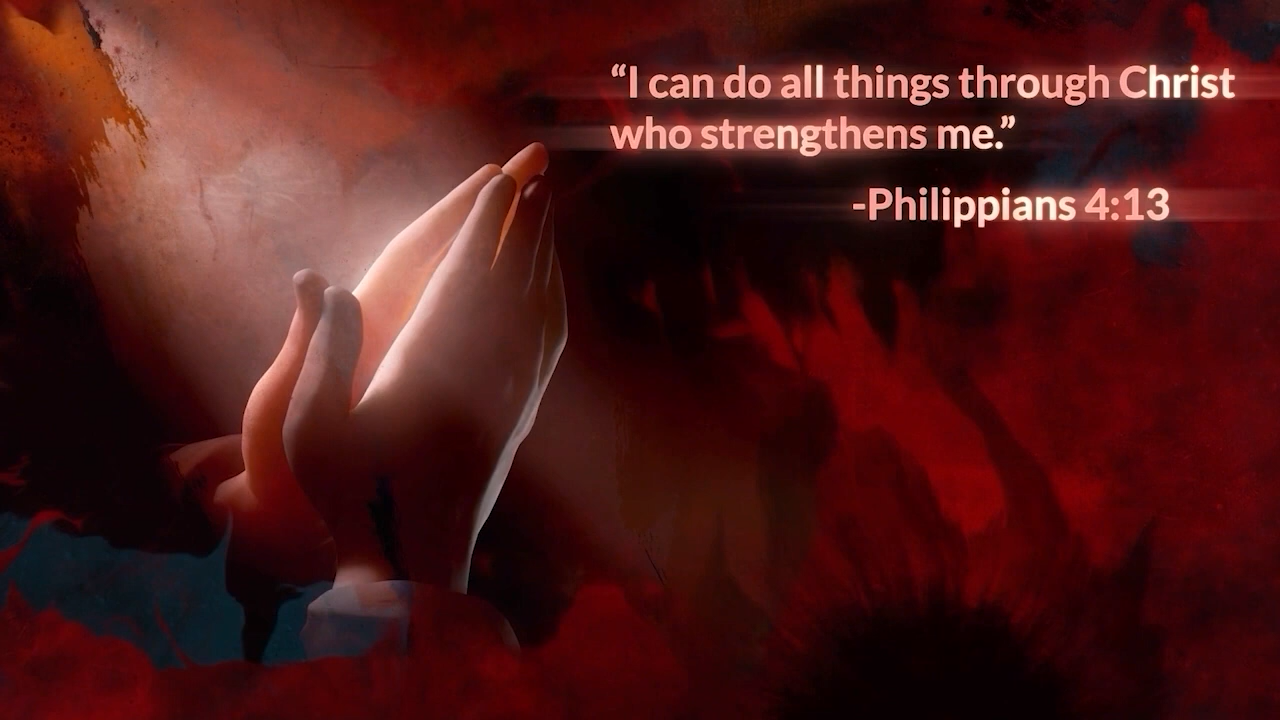 “I can do all things through Christ
who strengthens me.”
-Philippians 4:13